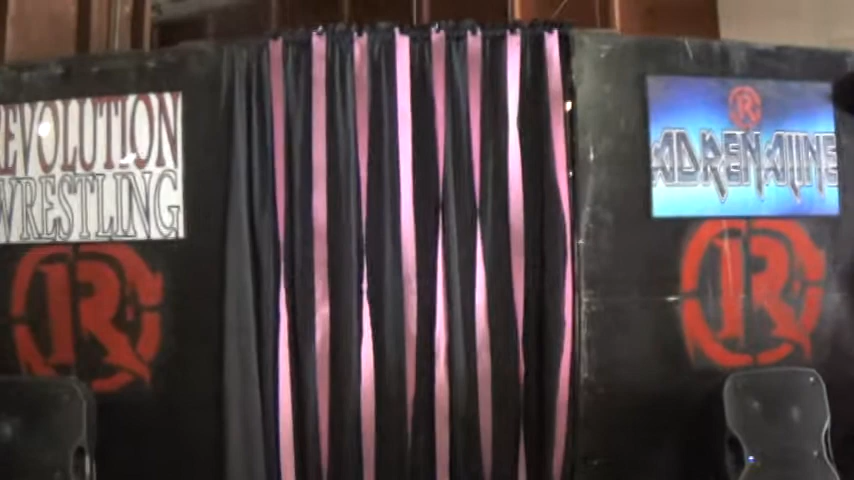 EVOLUTION
WRESTLING
R
ADRENALINE
R
R